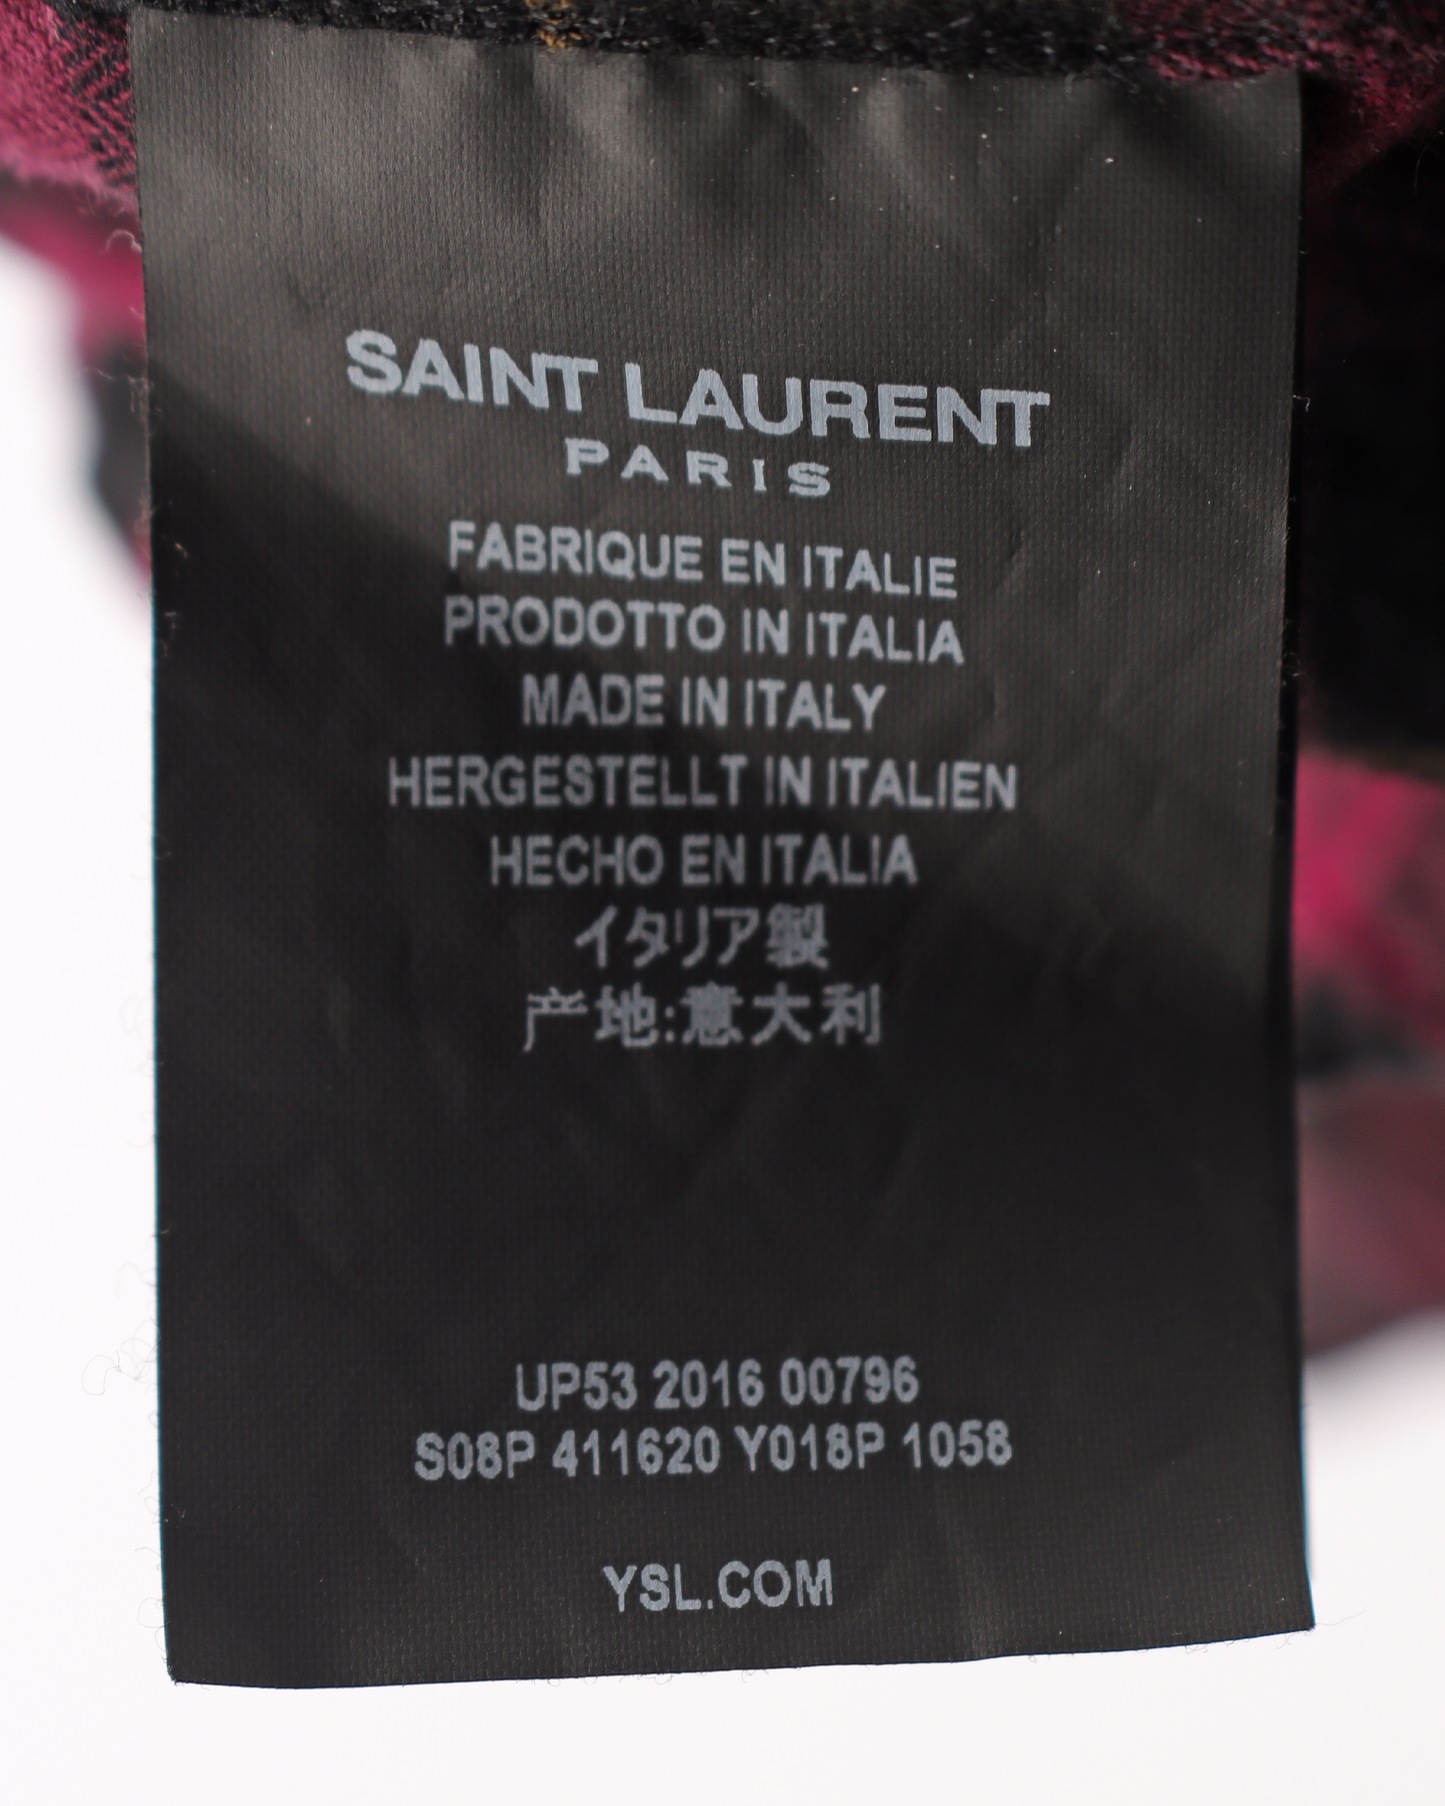 SAINT LAURENT
PARIS
FABRIQUE EN ITALIE
PRODOTTO IN ITALIA
MADE IN ITALY
HERGESTELLT IN ITALIEN
HECHO EN ITALIA
イタリア製
产地:意大利
UP53 2016 00796
S08P 411620 Y018P 1058
YSL.COM